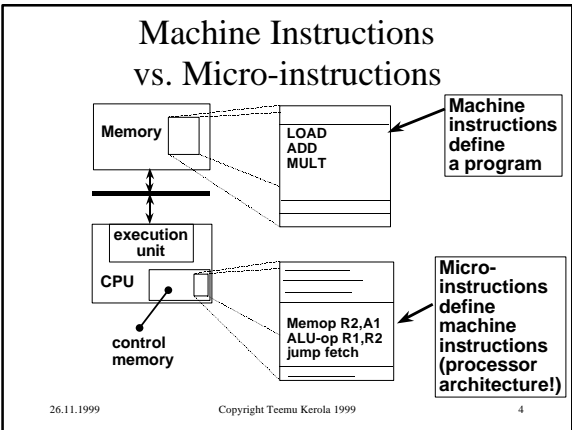 Machine Instructions
vs. Micro-instructions
Memory
LOAD
ADD
MULT
Machine
instructions
define
a program
execution
unit
CPU
control
memory
Memop R2,A1
ALU-op R1,R2
jump fetch
Micro-
instructions
define
machine
instructions
(processor
architecture!)
26.11.1999
Copyright Teemu Kerola 1999
4